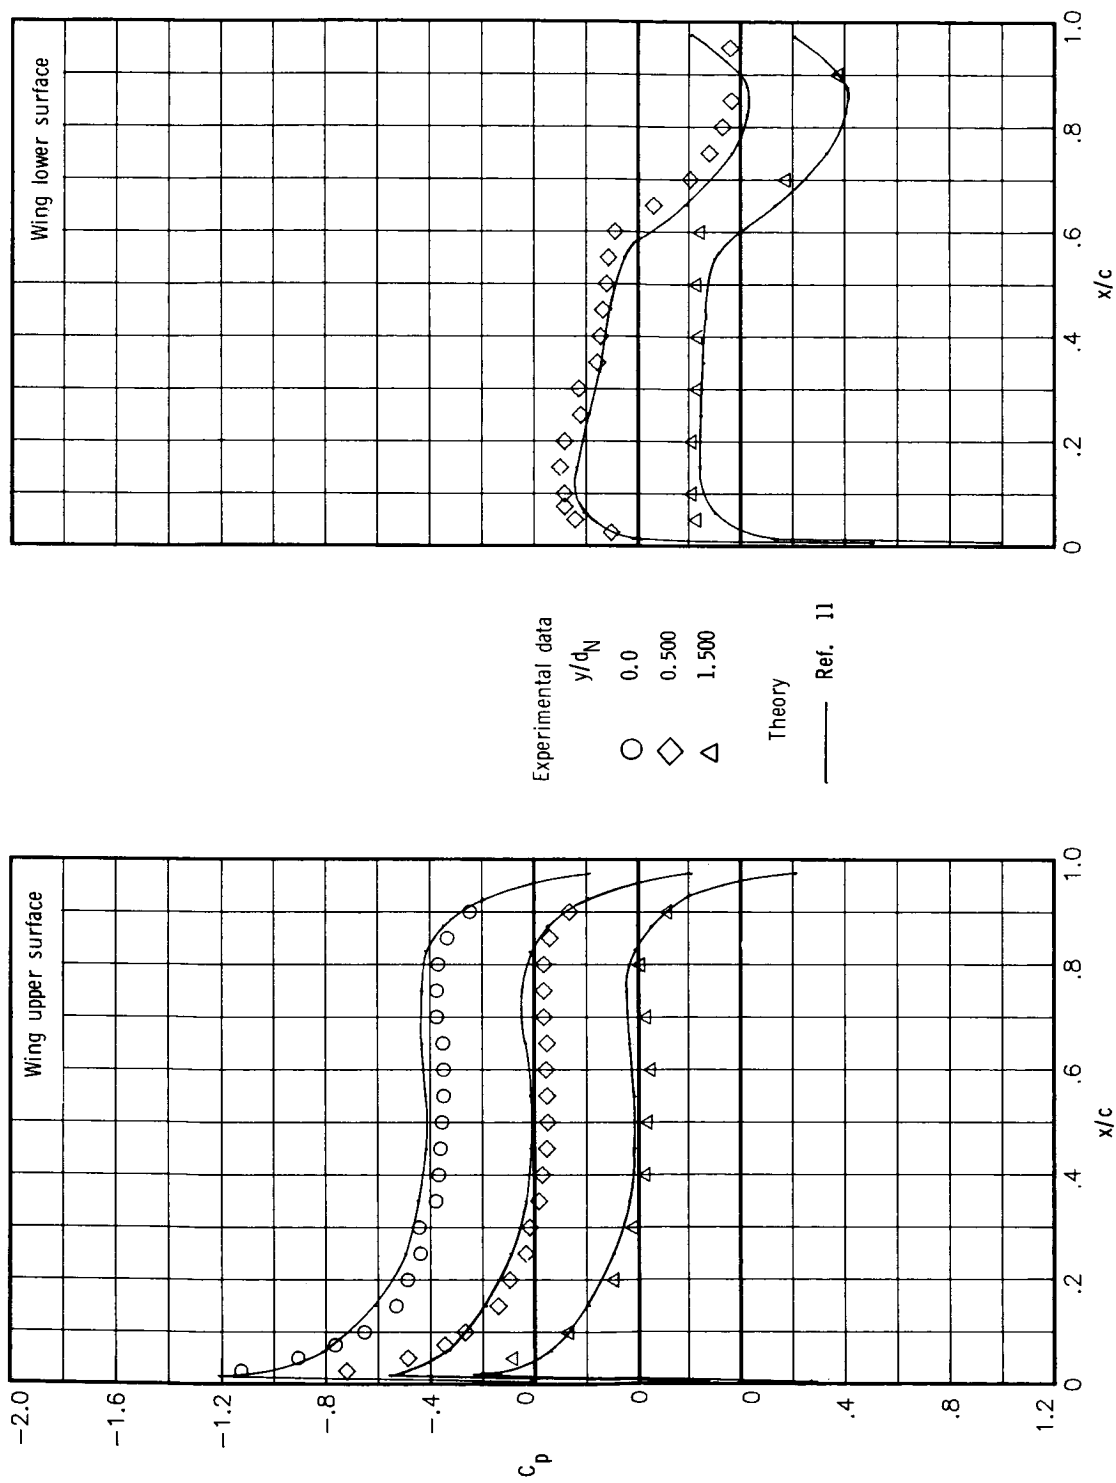 Wing upper surface
-2.0
-1.6
-1.2
-.8
-.4
0
0
0
.4
.8
1.2
Cp
0
.2
.4
.6
.8
1.0
x/c
Experimental data
y/dN
0.0
0.500
1.500
Theory
Ref. 11
Wing lower surface
0
.2
.4
.6
.8
1.0
x/c